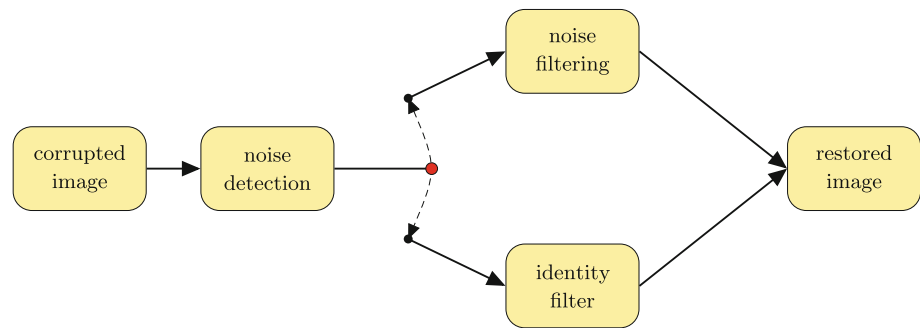 corrupted
image
noise
detection
noise
filtering
identity
filter
restored
image